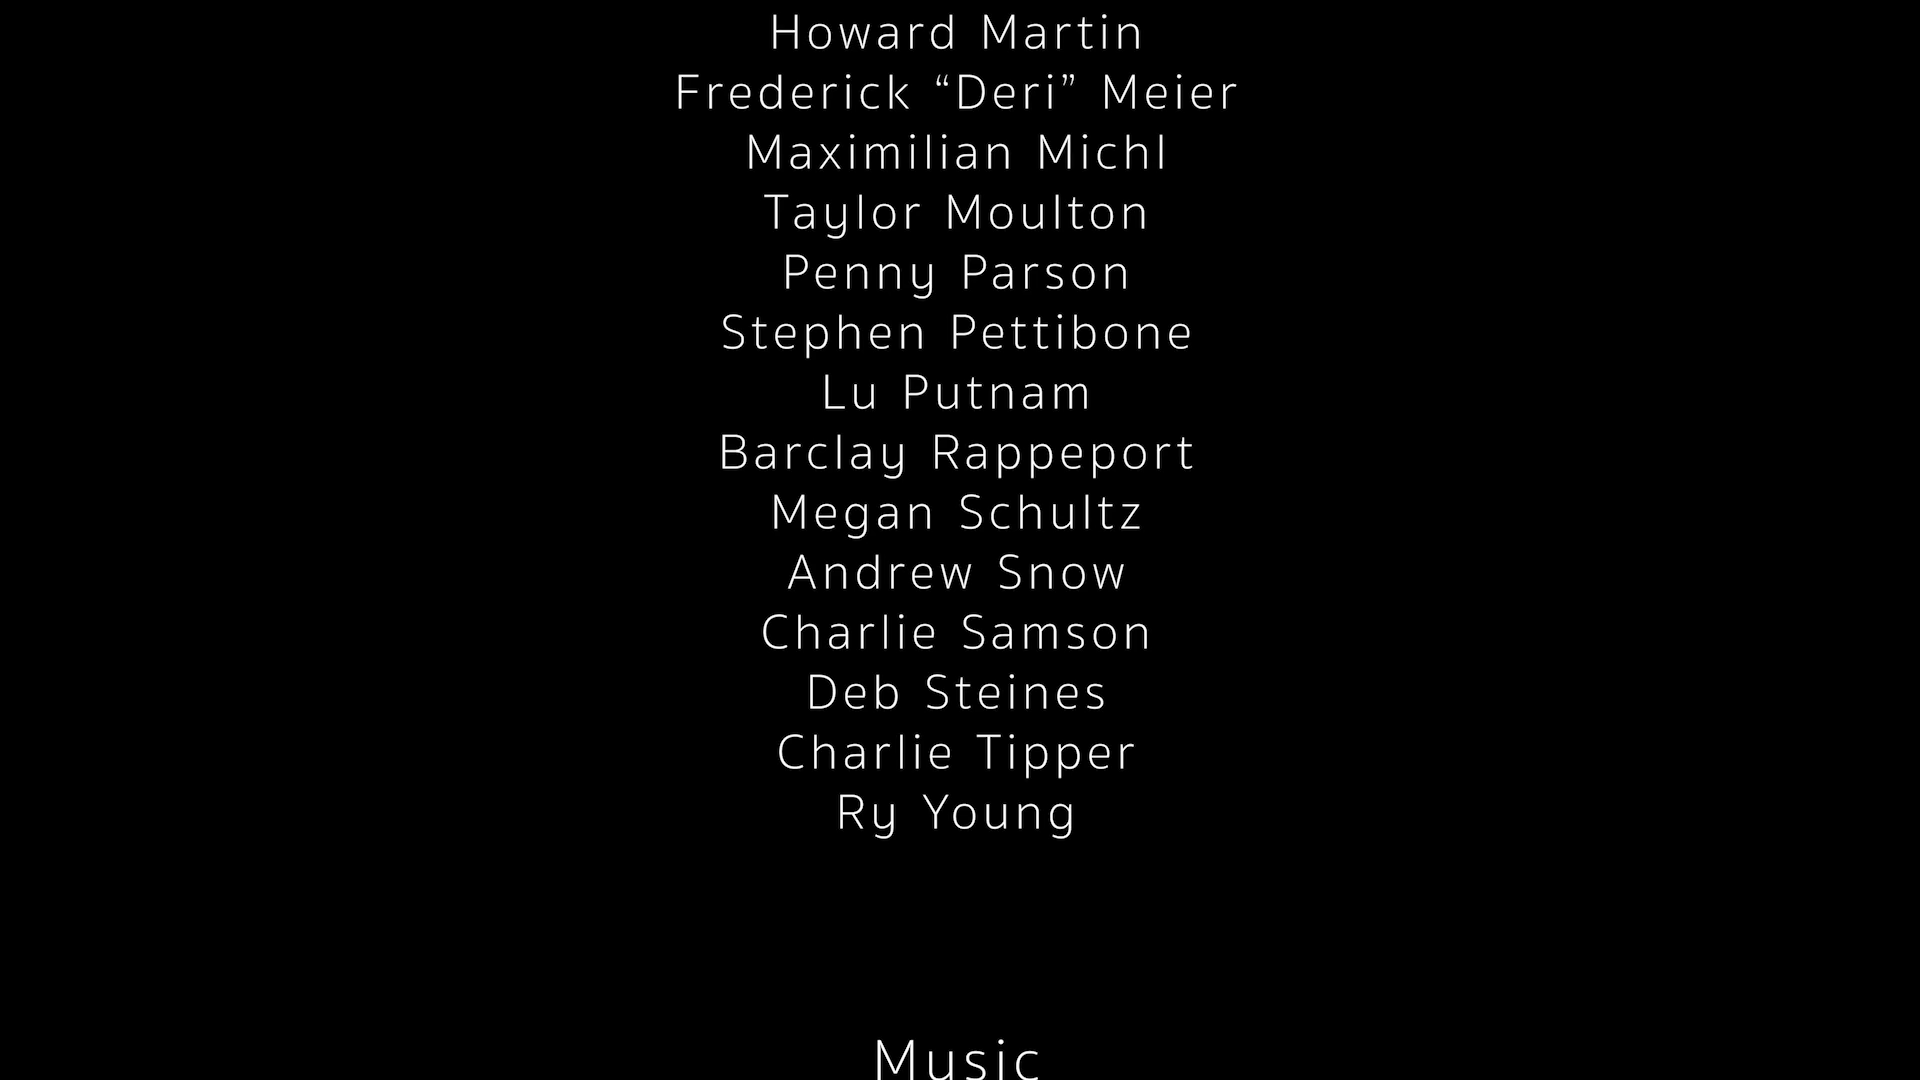 Howard Martin
Frederick “Deri” Meier
Maximilian Michl
Taylor Moulton
Penny Parson
Stephen Pettibone
Lu Putnam
Barclay Rappeport
Megan Schultz
Andrew Snow
Charlie Samson
Deb Steines
Charlie Tipper
Ry Young
Music